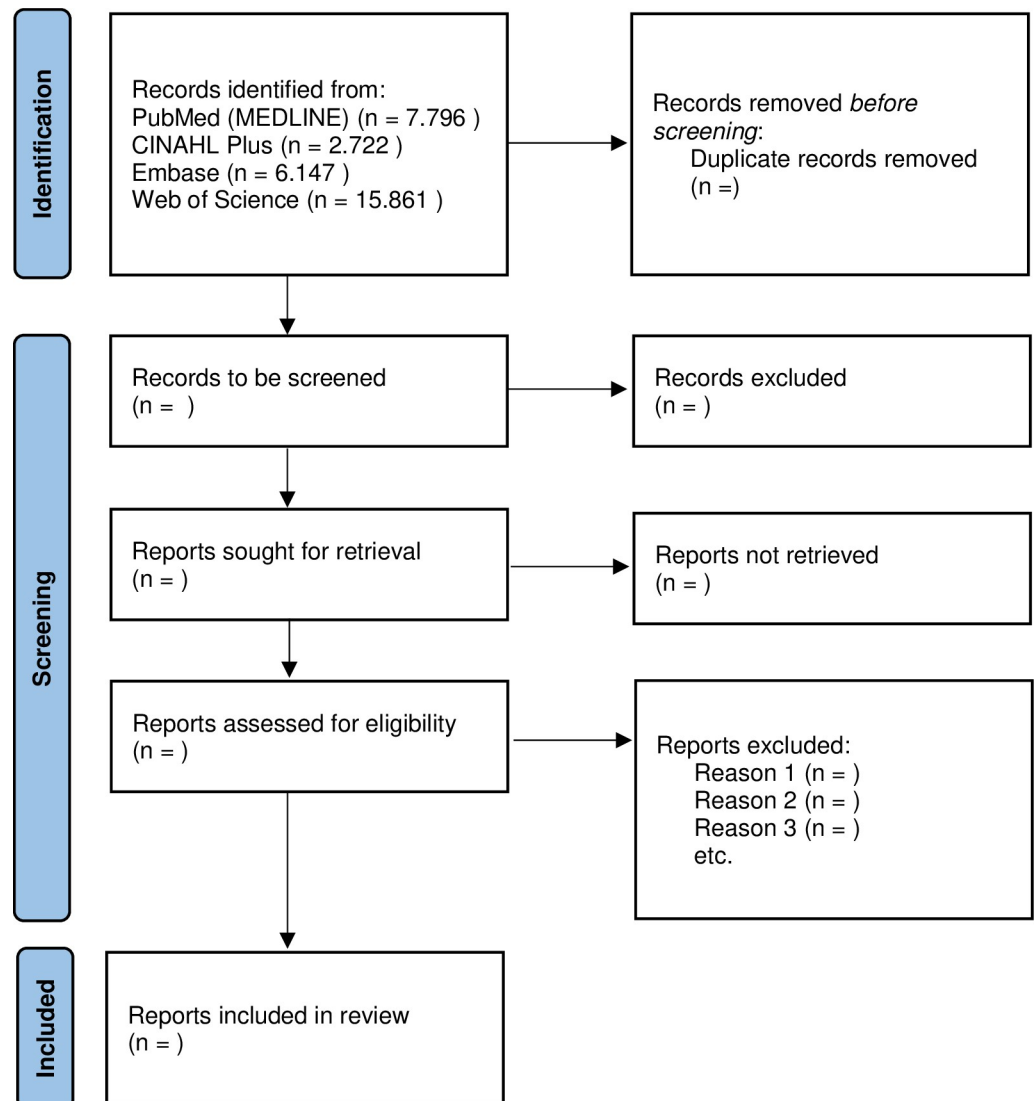 Identification
Records identified from:
PubMed (MEDLINE) (n = 7.796 )
CINAHL Plus (n = 2.722 )
Embase (n = 6.147 )
Web of Science (n = 15.861 )
Records removed before
screening:
Duplicate records removed
(n =)
Screening
Records to be screened
(n =  )
Records excluded
(n = )
Reports sought for retrieval
(n = )
Reports not retrieved
(n = )
Reports assessed for eligibility
(n = )
Reports excluded:
Reason 1 (n = )
Reason 2 (n = )
Reason 3 (n = )
etc.
Included
Reports included in review
(n = )